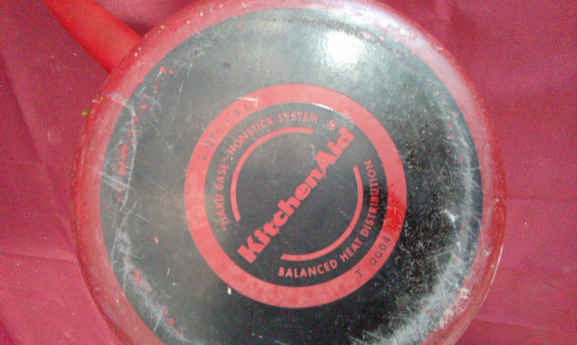 HARD BASE NONSTICK SYSTEM
KitchenAid
BALANCED HEAT DISTRIBUTION